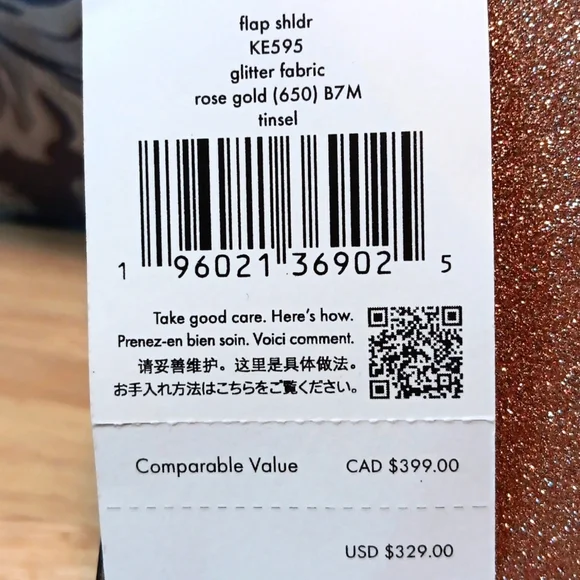 flap shldr
KE595
glitter fabric
rose gold (650) B7M
tinsel
1 96021 36902 5
Take good care. Here's how.
Prenez-en bien soin. Voici comment.
请妥善维护。这里是具体做法。
お手入れ方法はこちらをご覧ください。
Comparable Value CAD $399.00
USD $329.00